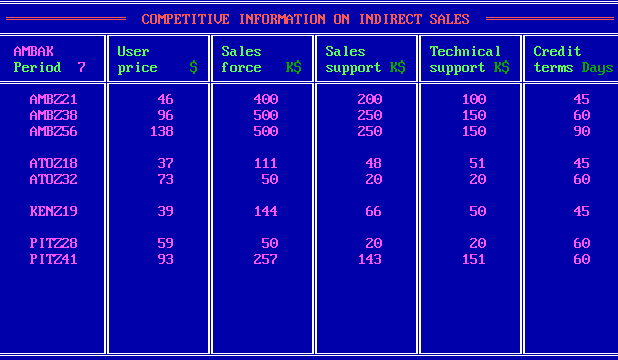 COMPETITIVE INFORMATION ON INDIRECT SALES
AMBAK User Sales Sales Technical Credit
Period 7 price $ force K$ support K$ support K$ terms Days
AMBZ21 46 400 200 100 45
AMBZ38 96 500 250 150 60
AMBZ56 138 500 250 150 90
ATOZ18 37 111 48 51 45
ATOZ32 73 50 20 20 60
KENZ19 39 144 66 50 45
PITZ28 59 50 20 20 60
PITZ41 93 257 143 151 60